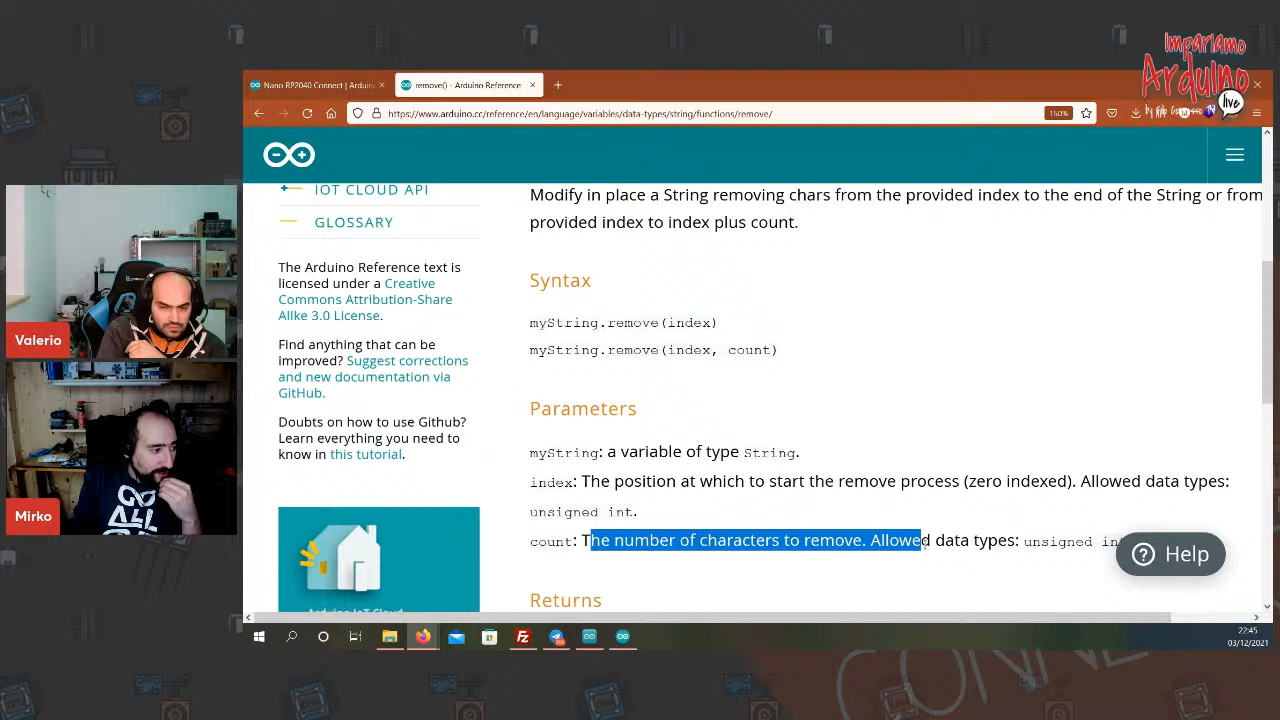 Impariamo
Arduino
live
Nano RP2040 Connect | Arduin
remove() - Arduino Reference
https://www.arduino.cc/reference/en/language/variables/data-types/string/functions/remove/
150%
IOT CLOUD API
GLOSSARY
The Arduino Reference text is
licensed under a Creative
Commons Attribution-Share
Alike 3.0 License.
Find anything that can be
improved? Suggest corrections
and new documentation via
GitHub.
Doubts on how to use Github?
Learn everything you need to
know in this tutorial.
Arduino IoT Cloud
Modify in place a String removing chars from the provided index to the end of the String or from
provided index to index plus count.
Syntax
myString.remove(index)
myString.remove(index, count)
Parameters
myString: a variable of type String.
index: The position at which to start the remove process (zero indexed). Allowed data types:
unsigned int.
count: The number of characters to remove. Allowed data types: unsigned int
Help
Returns
Valerio
Mirko
22:45
03/12/2021
CONNE